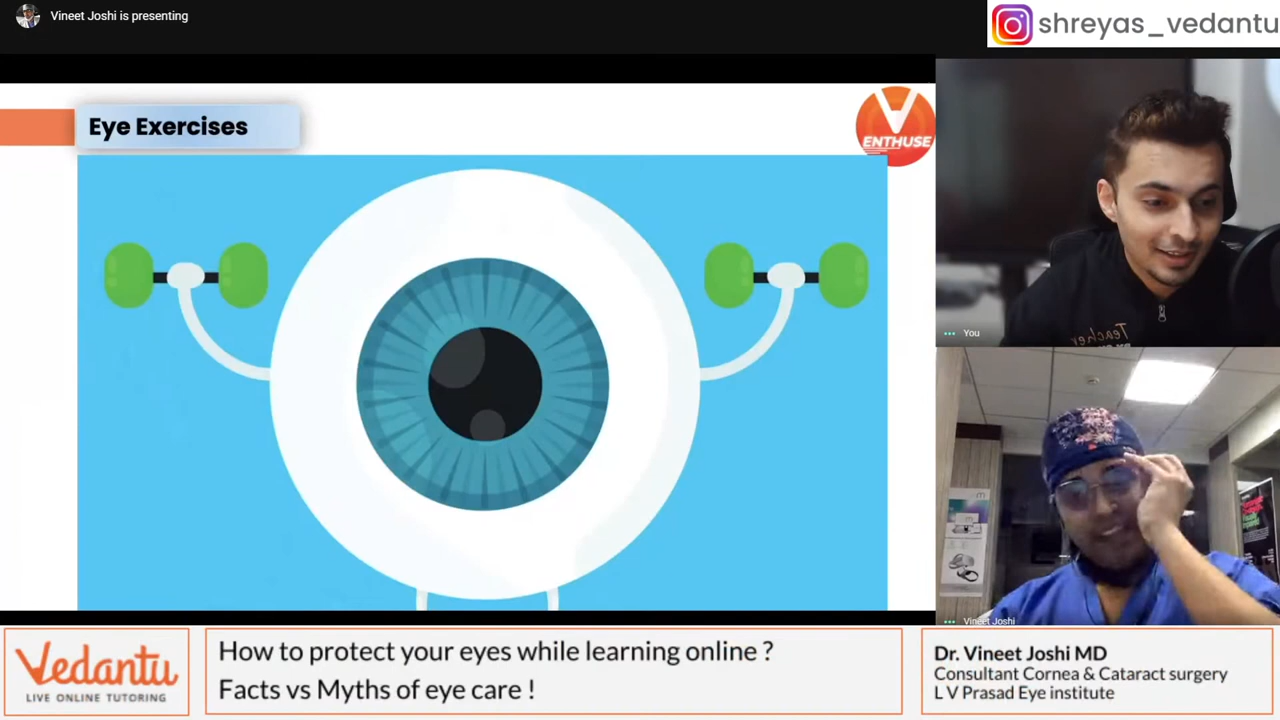 Vineet Joshi is presenting
shreyas_vedantu
Eye Exercises
V
ENTHUSE
You
Teacher
Vineet Joshi
Vedantu
LIVE ONLINE TUTORING
How to protect your eyes while learning online ?
Facts vs Myths of eye care !
Dr. Vineet Joshi MD
Consultant Cornea & Cataract surgery
L V Prasad Eye institute